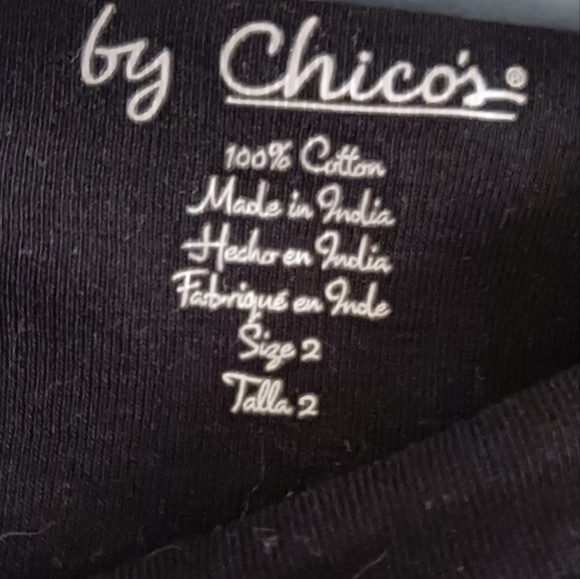 by Chico's®
100% Cotton
Made in India
Hecho en India
Fabriqué en Inde
Size 2
Talla 2